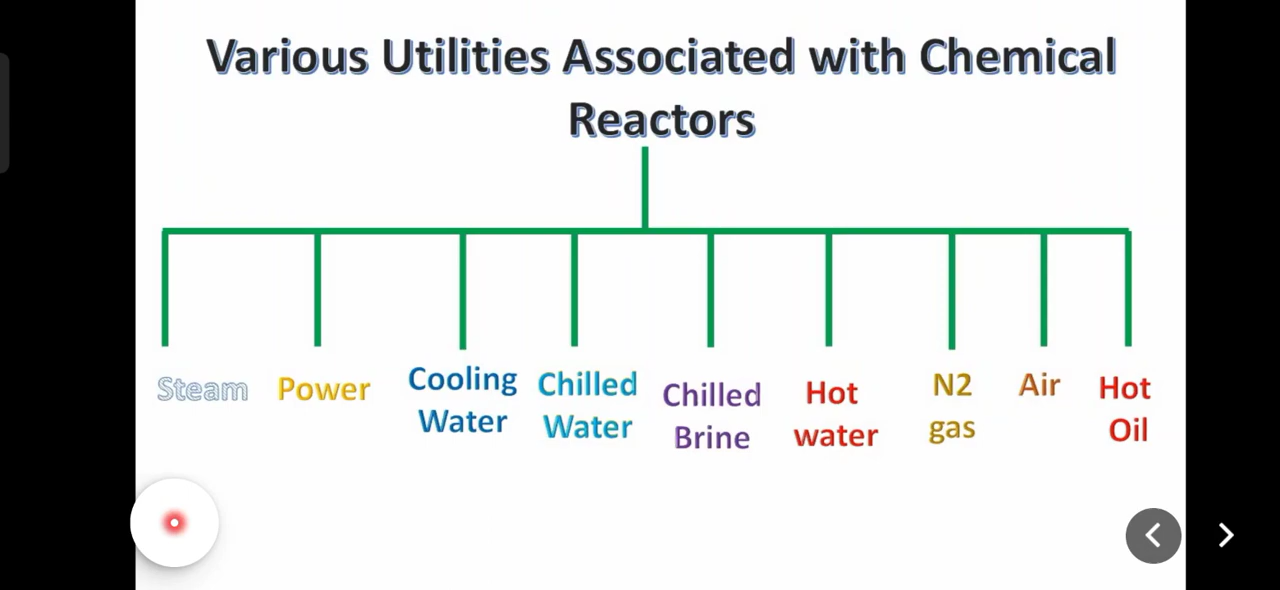 Various Utilities Associated with Chemical
Reactors
Steam
Power
Cooling
Water
Chilled
Water
Chilled
Brine
Hot
water
N2
gas
Air
Hot
Oil